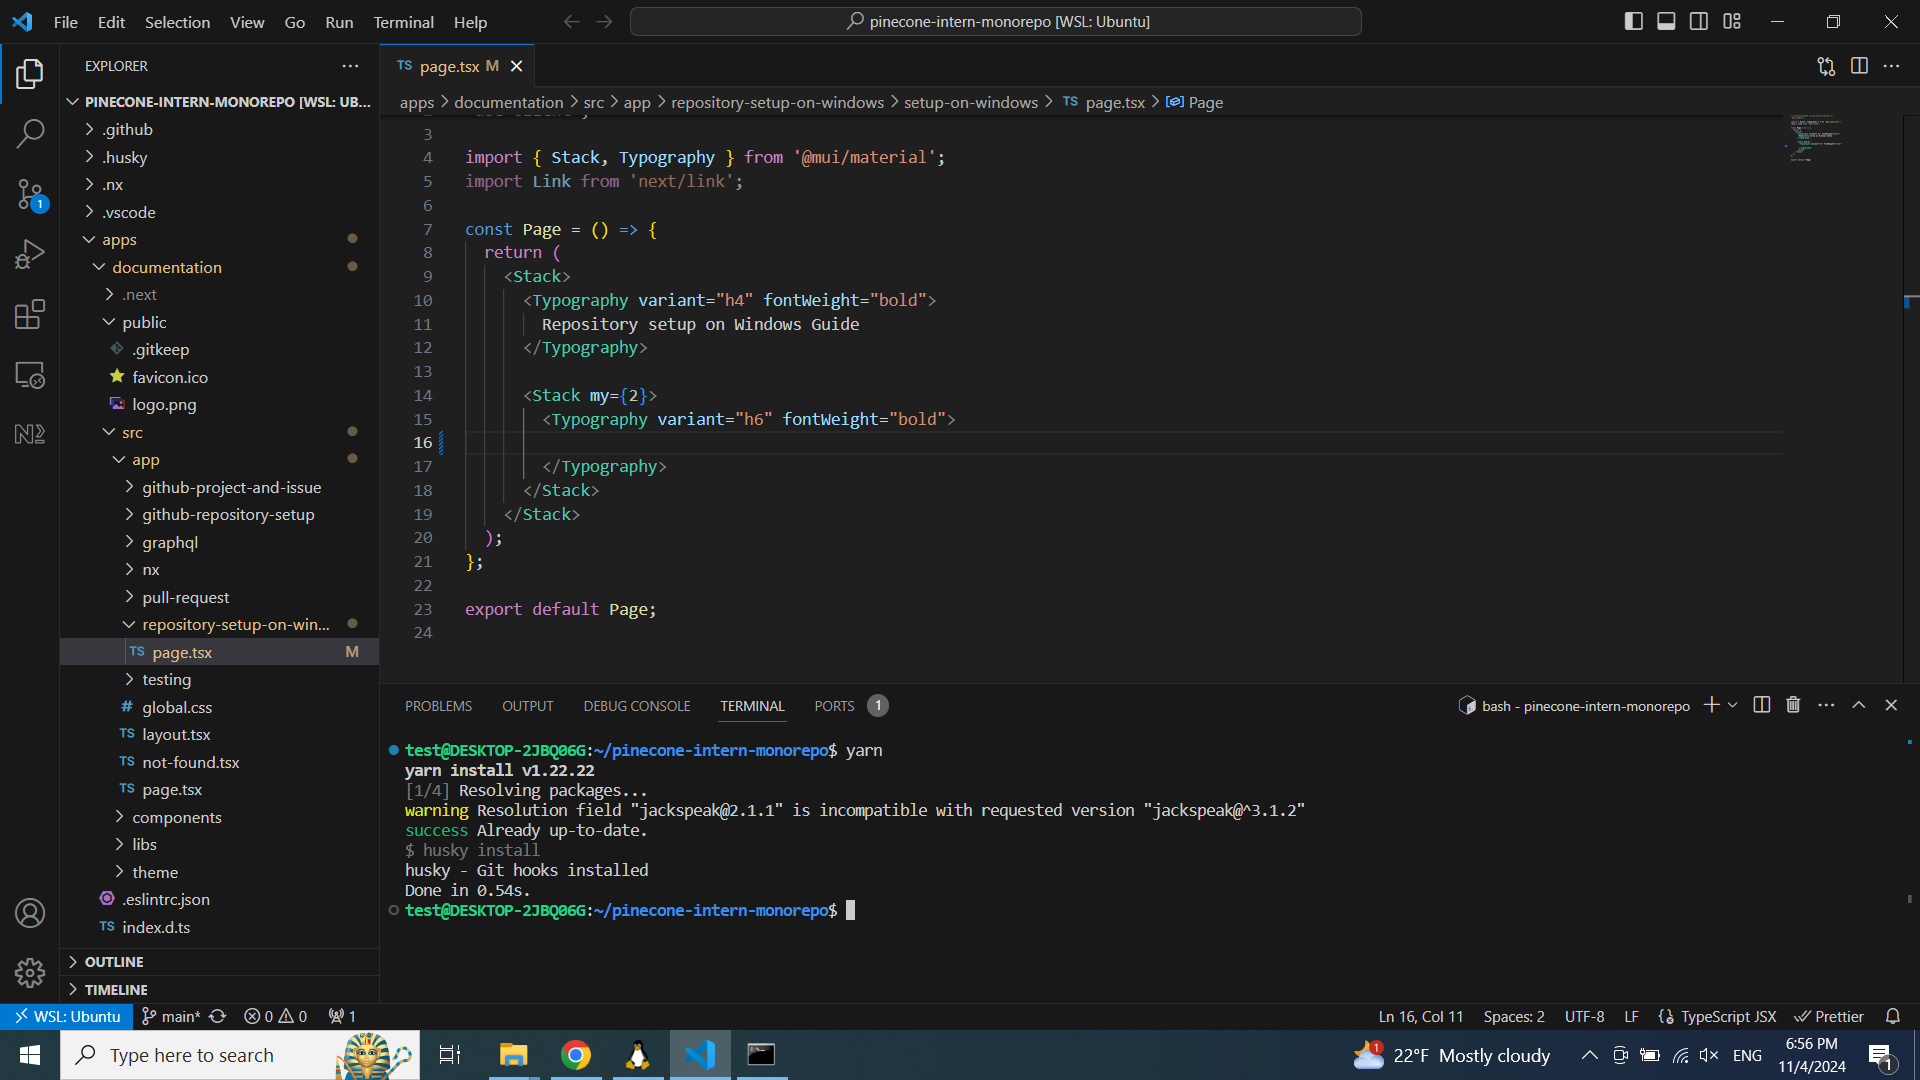 File Edit Selection View Go Run Terminal Help
pinecone-intern-monorepo [WSL: Ubuntu]
EXPLORER
PINECONE-INTERN-MONOREPO [WSL: UB...
.github
.husky
.nx
.vscode
apps
documentation
.next
public
.gitkeep
favicon.ico
logo.png
src
app
github-project-and-issue
github-repository-setup
graphql
nx
pull-request
repository-setup-on-win...
TS page.tsx M
testing
# global.css
TS layout.tsx
TS not-found.tsx
TS page.tsx
components
libs
theme
.eslintrc.json
TS index.d.ts
OUTLINE
TIMELINE
TS page.tsx M
apps > documentation > src > app > repository-setup-on-windows > setup-on-windows > TS page.tsx > Page
3
4 import { Stack, Typography } from '@mui/material';
5 import Link from 'next/link';
6
7 const Page = () => {
8 return (
9 <Stack>
10 <Typography variant="h4" fontWeight="bold">
11 Repository setup on Windows Guide
12 </Typography>
13
14 <Stack my={2}>
15 <Typography variant="h6" fontWeight="bold">
16
17 </Typography>
18 </Stack>
19 </Stack>
20 );
21 };
22
23 export default Page;
24
PROBLEMS OUTPUT DEBUG CONSOLE TERMINAL PORTS 1
bash - pinecone-intern-monorepo
test@DESKTOP-2JBQ06G:~/pinecone-intern-monorepo$ yarn
yarn install v1.22.22
[1/4] Resolving packages...
warning Resolution field "jackspeak@2.1.1" is incompatible with requested version "jackspeak@^3.1.2"
success Already up-to-date.
$ husky install
husky - Git hooks installed
Done in 0.54s.
test@DESKTOP-2JBQ06G:~/pinecone-intern-monorepo$
WSL: Ubuntu main* 0 0 1
Ln 16, Col 11 Spaces: 2 UTF-8 LF TypeScript JSX Prettier
Type here to search
22°F Mostly cloudy
ENG
6:56 PM
11/4/2024
1